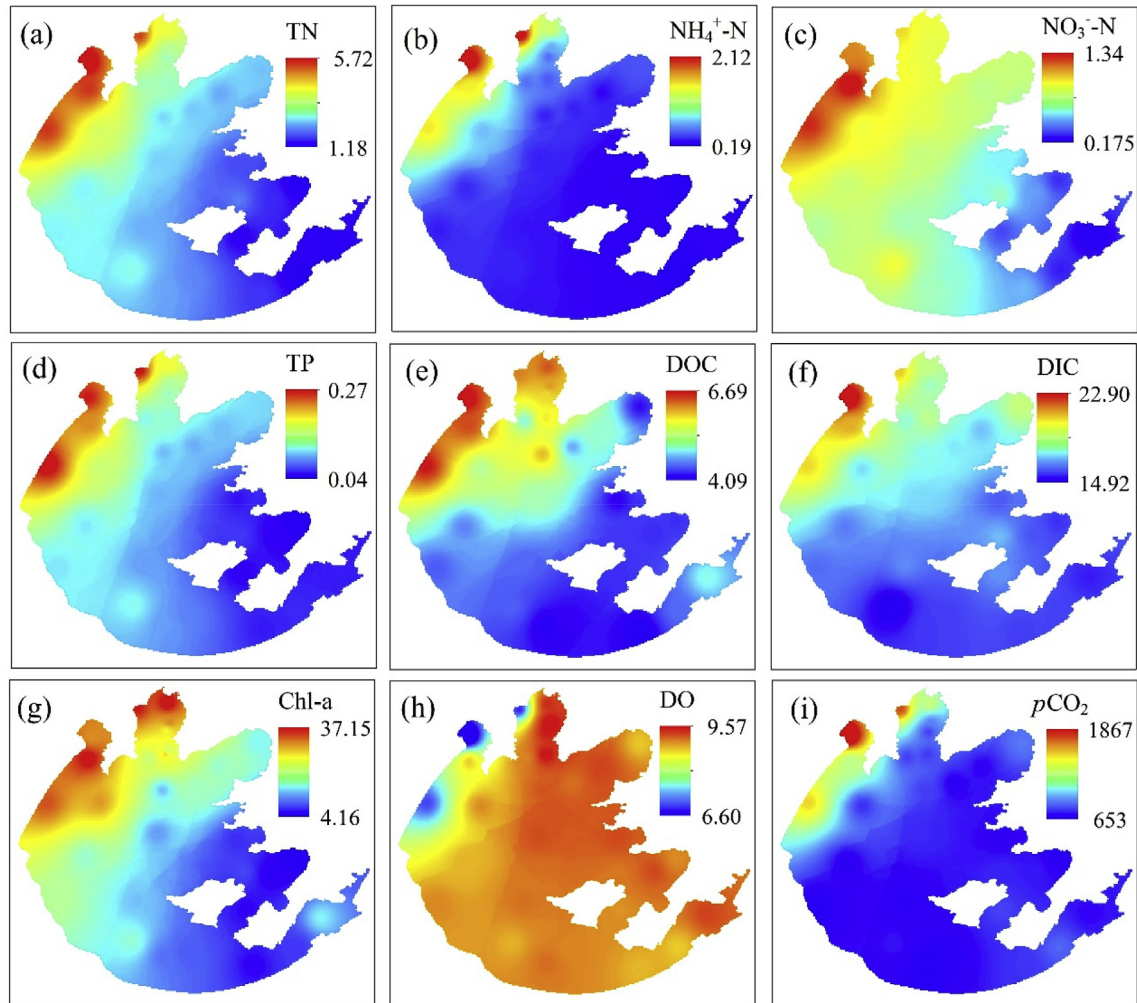 (a) TN
5.72
1.18
(b) NH₄⁺-N
2.12
0.19
(c) NO₃⁻-N
1.34
0.175
(d) TP
0.27
0.04
(e) DOC
6.69
4.09
(f) DIC
22.90
14.92
(g) Chl-a
37.15
4.16
(h) DO
9.57
6.60
(i) pCO₂
1867
653